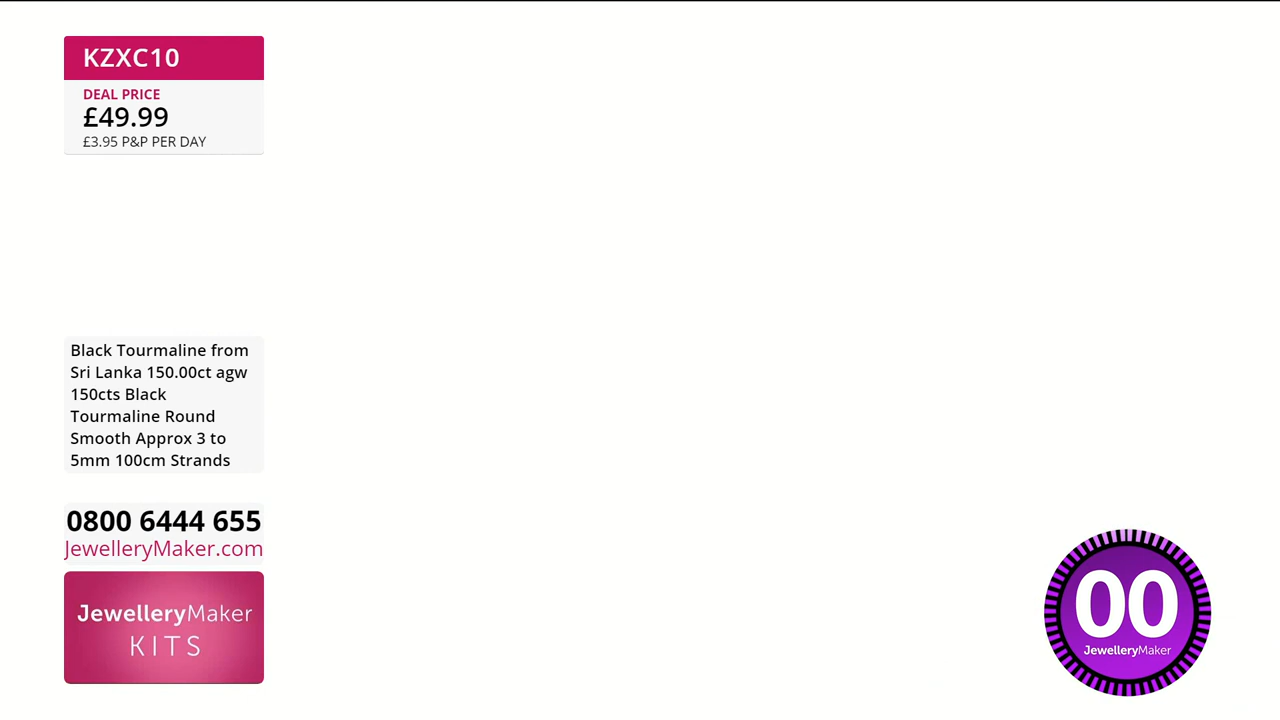 KZXC10
DEAL PRICE
£49.99
£3.95 P&P PER DAY
Black Tourmaline from
Sri Lanka 150.00ct agw
150cts Black
Tourmaline Round
Smooth Approx 3 to
5mm 100cm Strands
0800 6444 655
JewelleryMaker.com
JewelleryMaker
KITS
00
JewelleryMaker